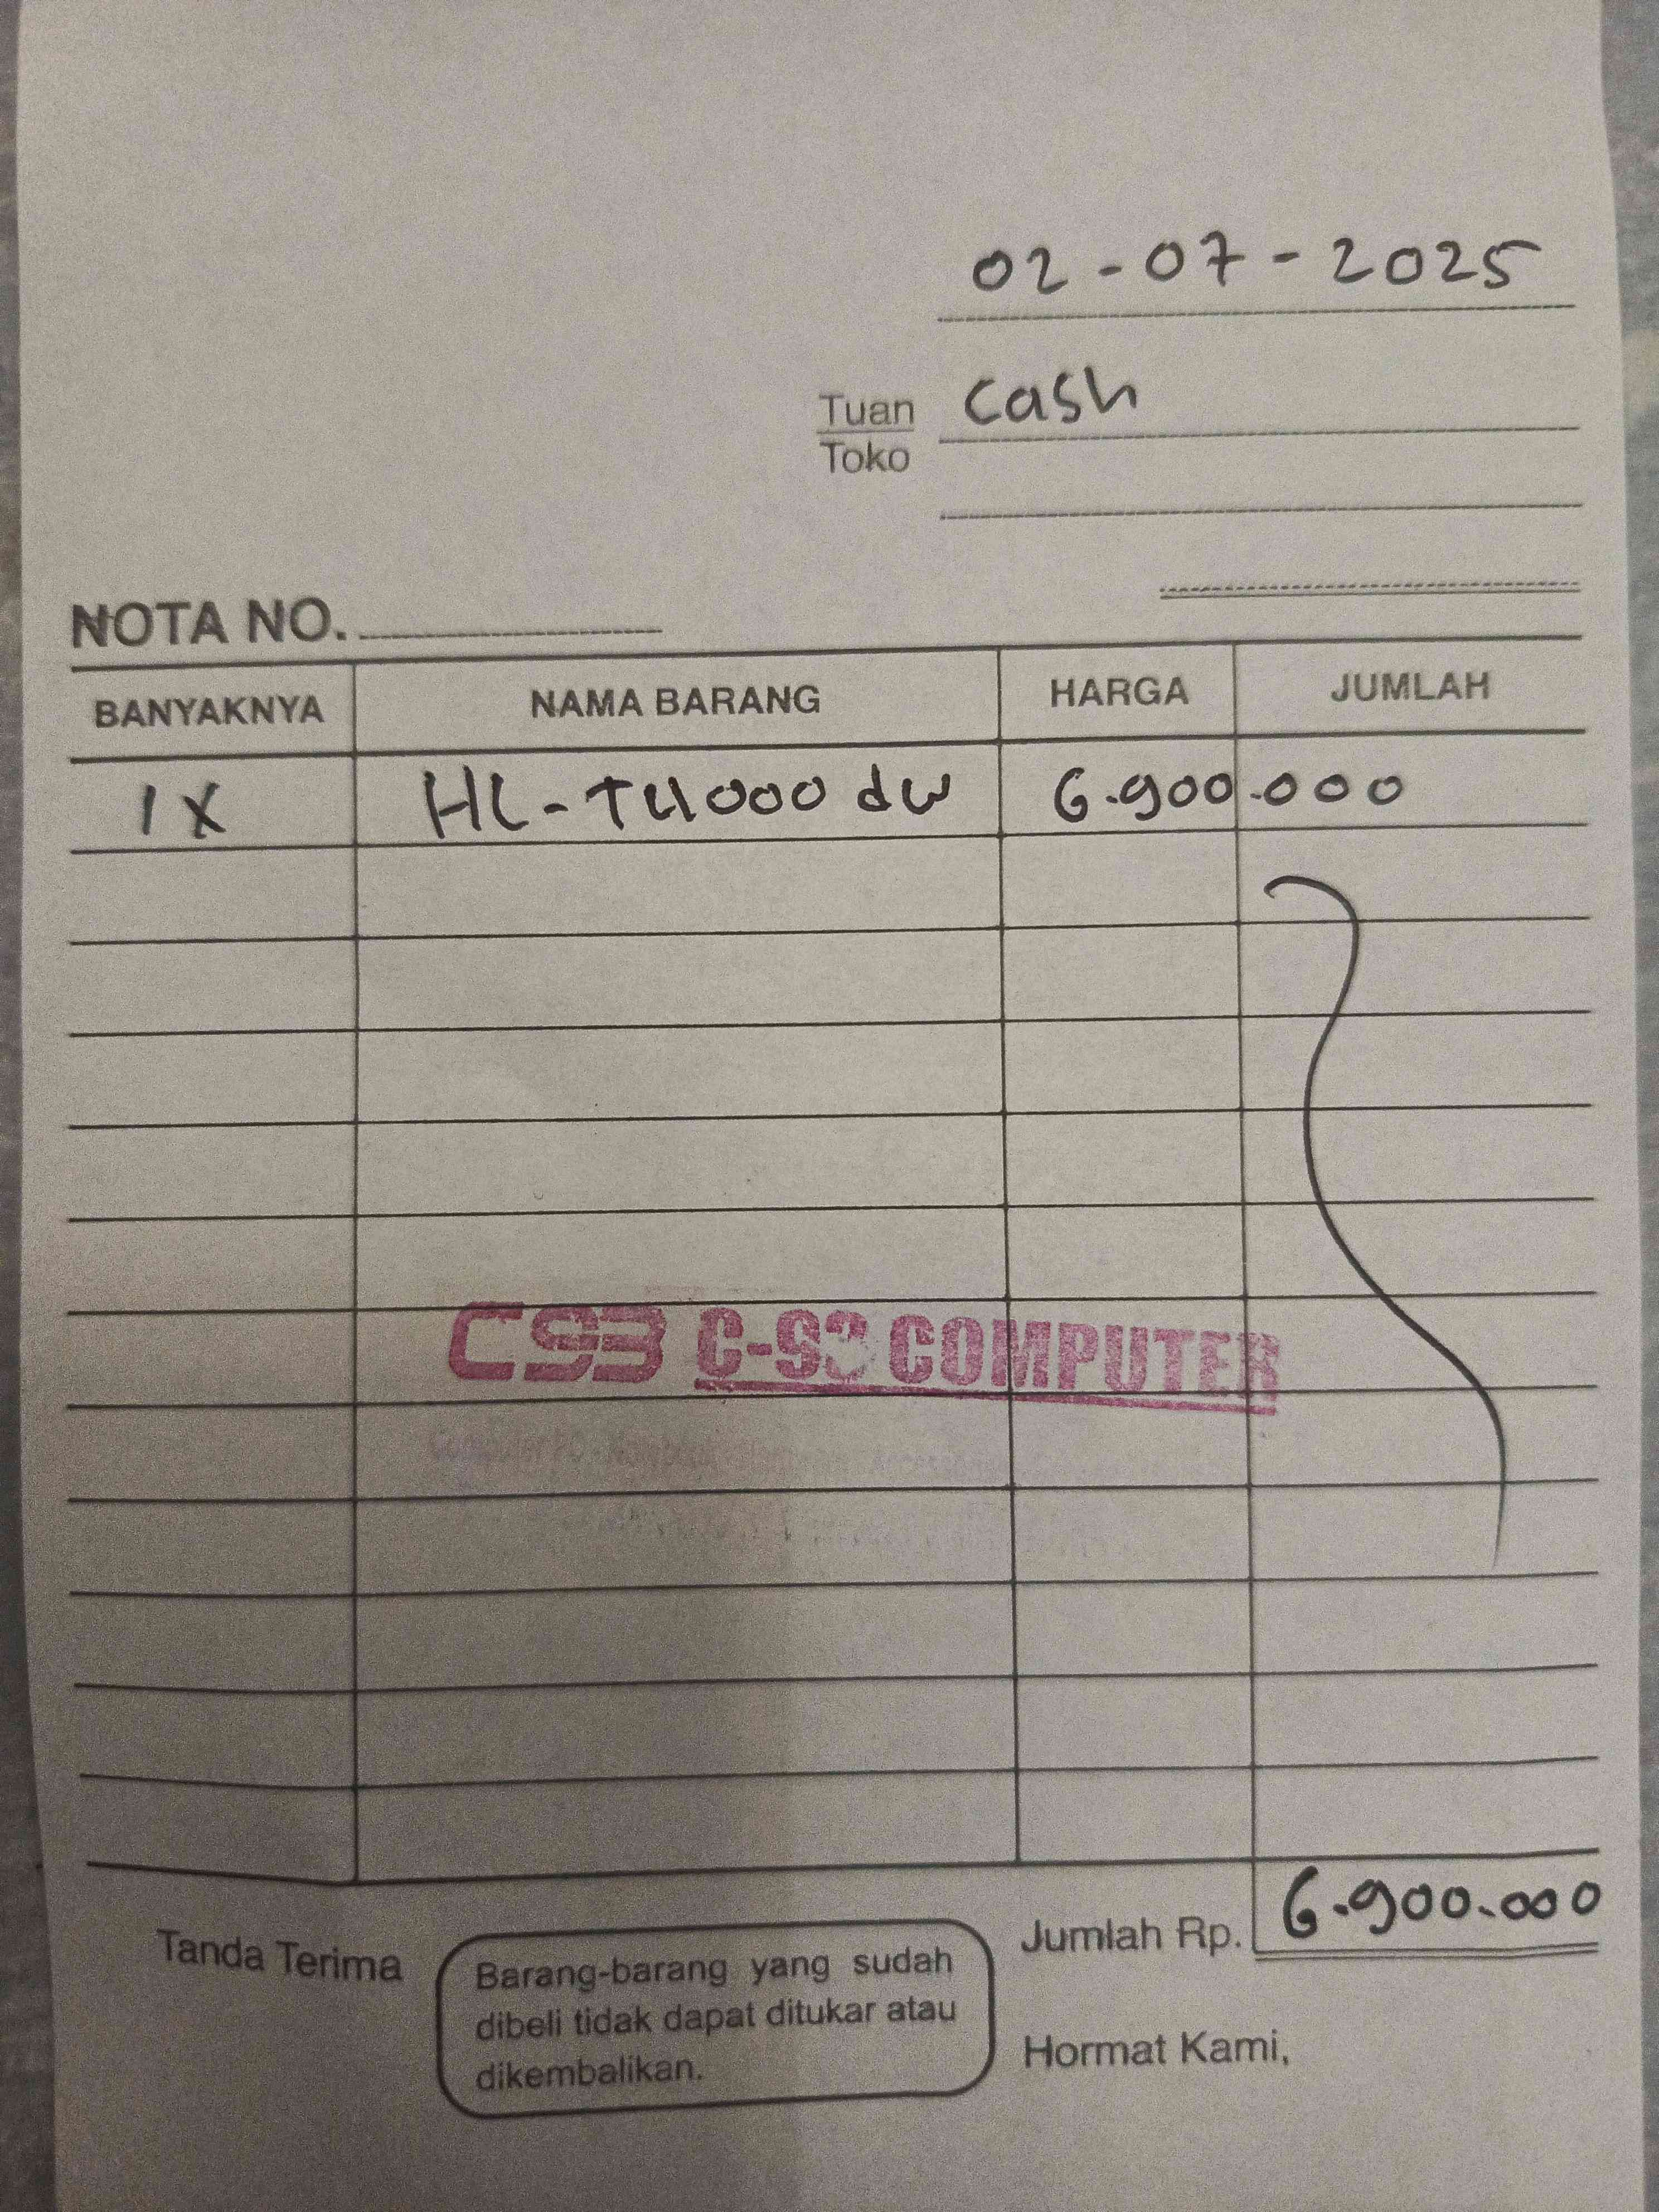 02-07-2025
Tuan Cash
Toko
NOTA NO.
BANYAKNYA NAMA BARANG HARGA JUMLAH
1X HL-T4000 dw 6.900.000
CS3 C-S3 COMPUTER
Jumlah Rp. 6.900.000
Tanda Terima
Barang-barang yang sudah
dibeli tidak dapat ditukar atau
dikembalikan.
Hormat Kami,